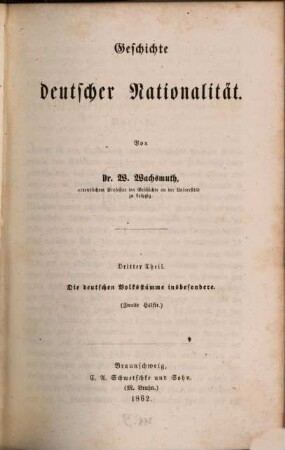 Geschichte
deutscher Nationalität.
Von
Dr. W. Wachsmuth,
ordentlichem Professor der Geschichte an der Universität
zu Leipzig.
Dritter Theil.
Die deutschen Volksstämme insbesondere.
(Zweite Hälfte.)
Braunschweig,
C. A. Schwetschke und Sohn.
(M. Bruhn.)
1862.